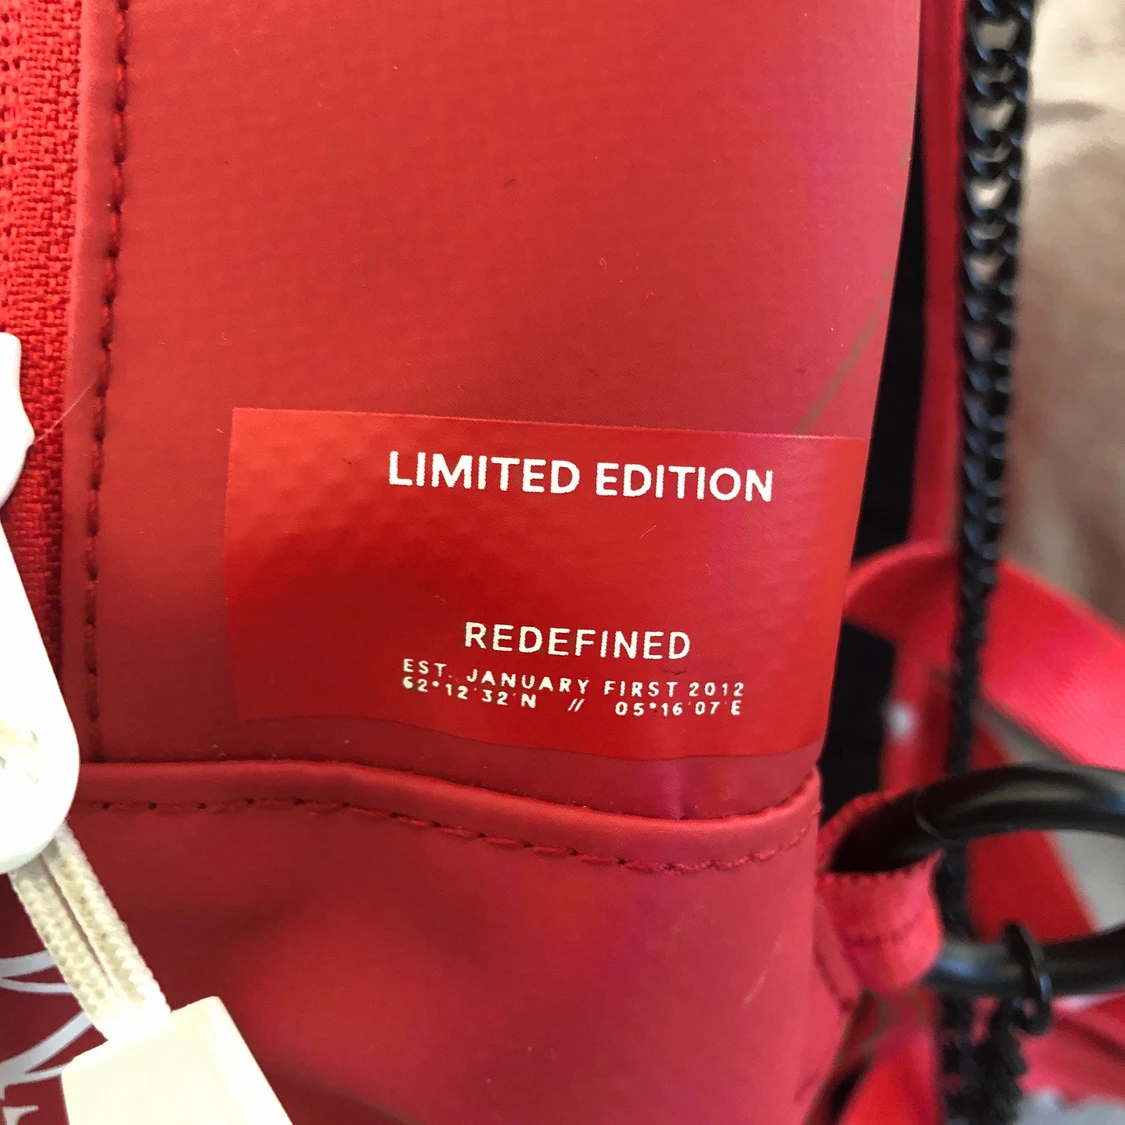 LIMITED EDITION
REDEFINED
EST. JANUARY FIRST 2012
62°12'32'N // 05°16'07'E